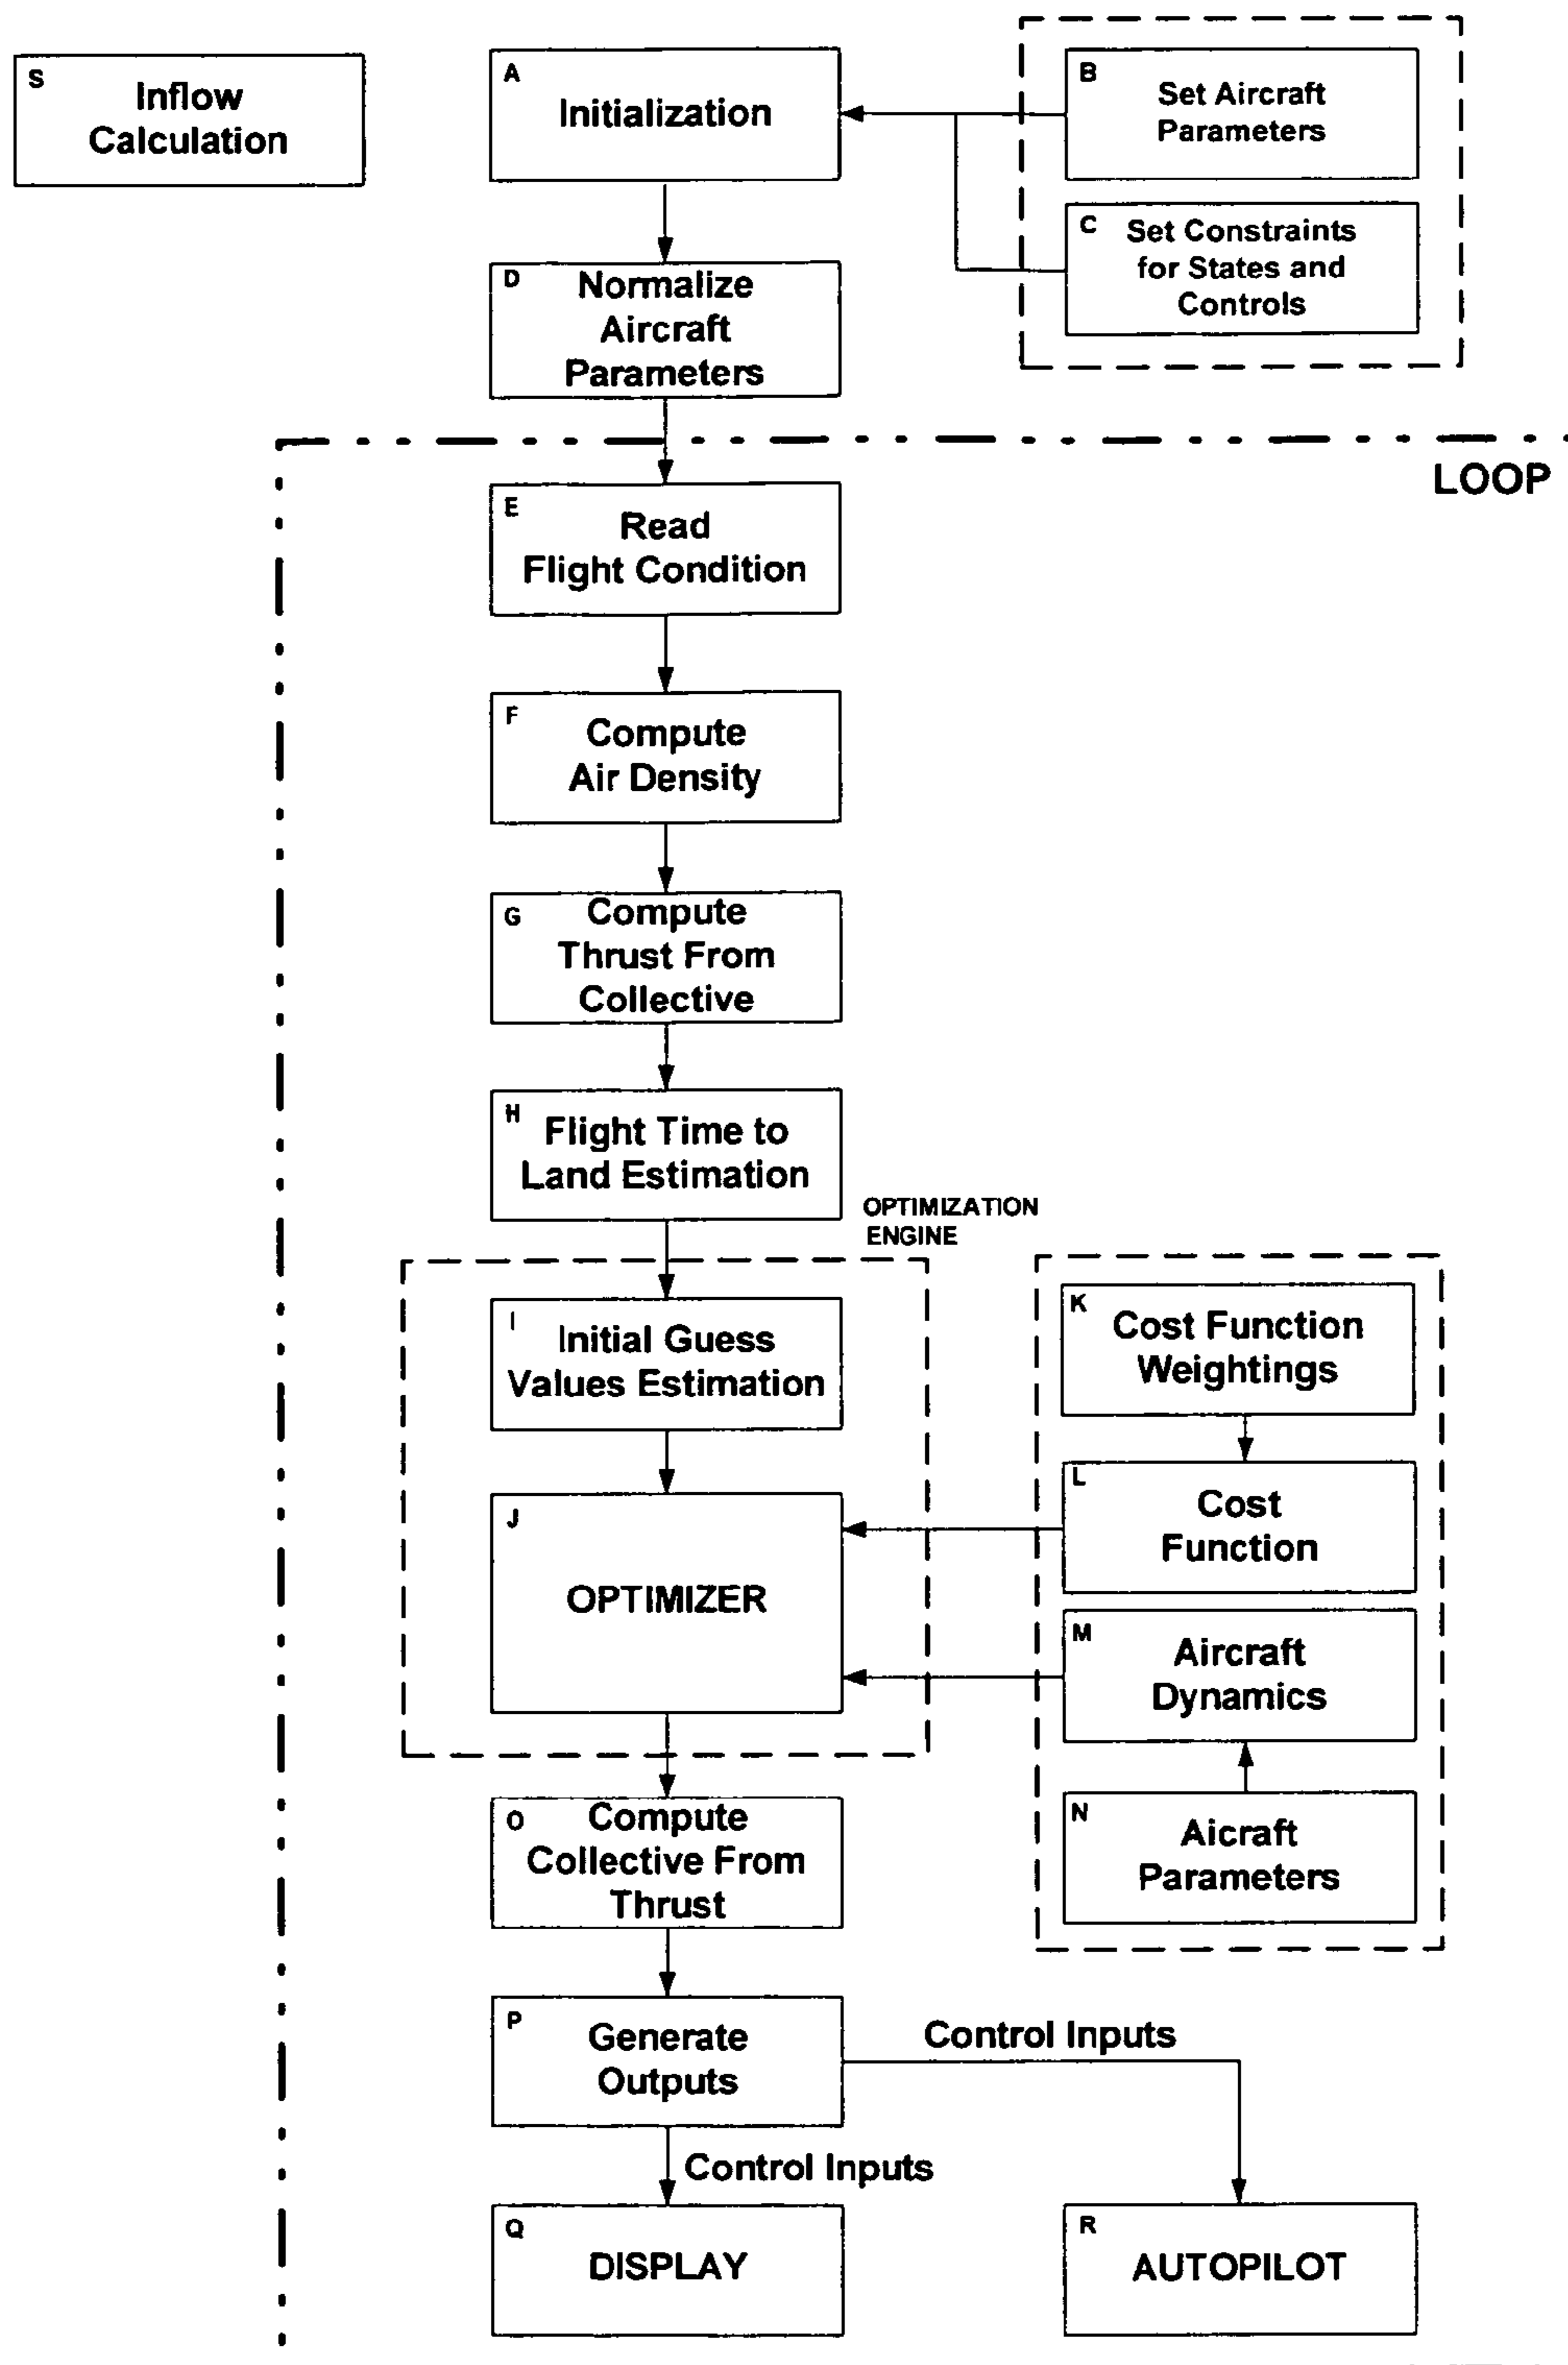 S
Inflow
Calculation
A
Initialization
B
Set Aircraft
Parameters
C
Set Constraints
for States and
Controls
D
Normalize
Aircraft
Parameters
LOOP
E
Read
Flight Condition
F
Compute
Air Density
G
Compute
Thrust From
Collective
H
Flight Time to
Land Estimation
OPTIMIZATION
ENGINE
I
Initial Guess
Values Estimation
J
OPTIMIZER
K
Cost Function
Weightings
L
Cost
Function
M
Aircraft
Dynamics
N
Aicraft
Parameters
O
Compute
Collective From
Thrust
P
Generate
Outputs
Control Inputs
Control Inputs
Q
DISPLAY
R
AUTOPILOT